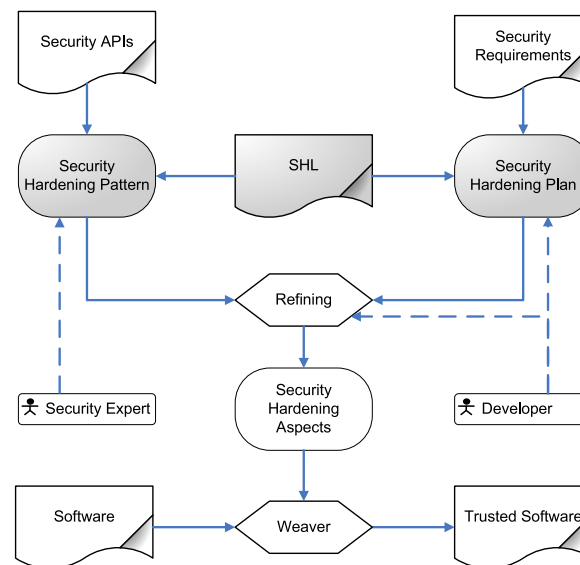 Security APIs
Security
Requirements
Security
Hardening Pattern
SHL
Security
Hardening Plan
Refining
Security
Hardening
Aspects
Security Expert
Developer
Software
Weaver
Trusted Software